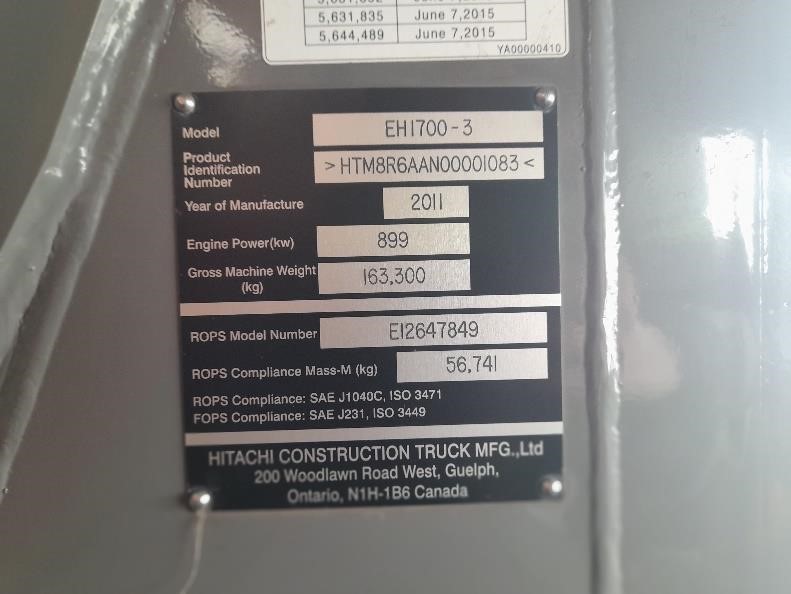 5,631,835 June 7,2015
5,644,489 June 7,2015
YA00000410
Model EH1700-3
Product Identification Number >HTM8R6AAN00001083<
Year of Manufacture 2011
Engine Power(kw) 899
Gross Machine Weight (kg) 163,300
ROPS Model Number E12647849
ROPS Compliance Mass-M (kg) 56,741
ROPS Compliance: SAE J1040C, ISO 3471
FOPS Compliance: SAE J231, ISO 3449
HITACHI CONSTRUCTION TRUCK MFG.,Ltd
200 Woodlawn Road West, Guelph,
Ontario, N1H-1B6 Canada